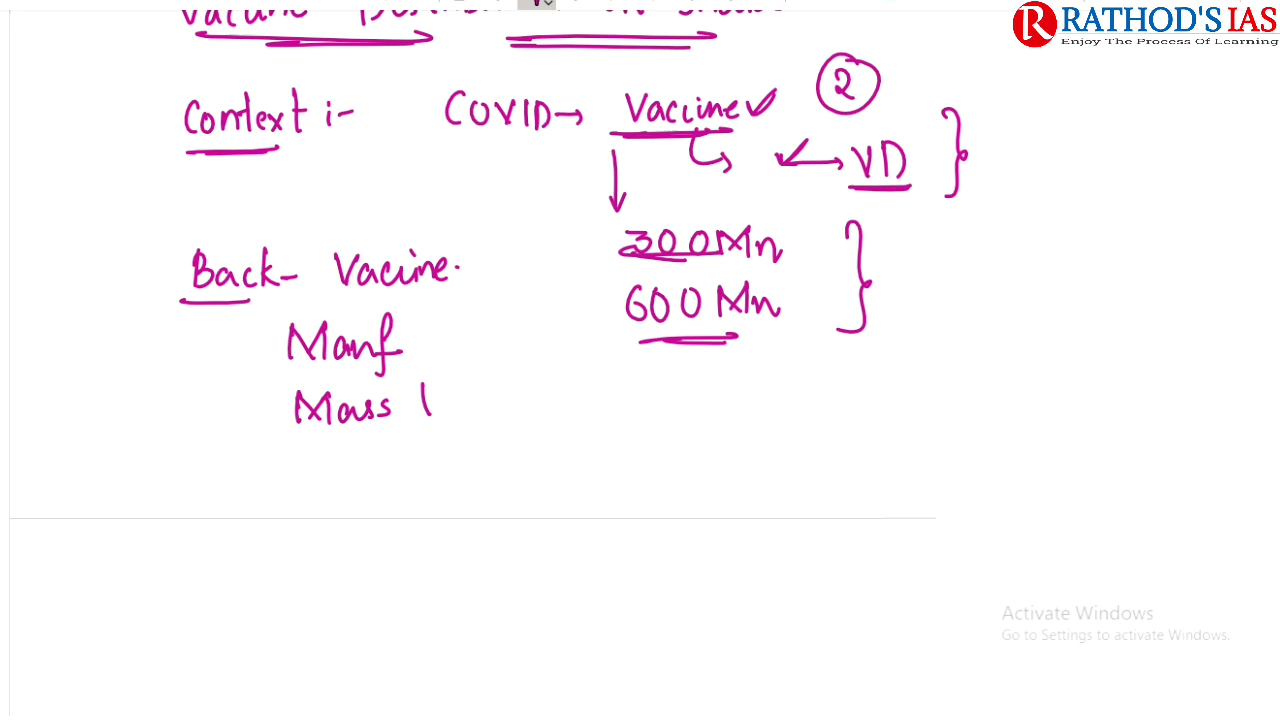 RATHOD'S IAS
Enjoy The Process Of Learning
Context :- COVID → Vaccine ✓ 2
VD
300 Mn
Back- Vacine.
600 Mn
Manf
Mass
Activate Windows
Go to Settings to activate Windows.